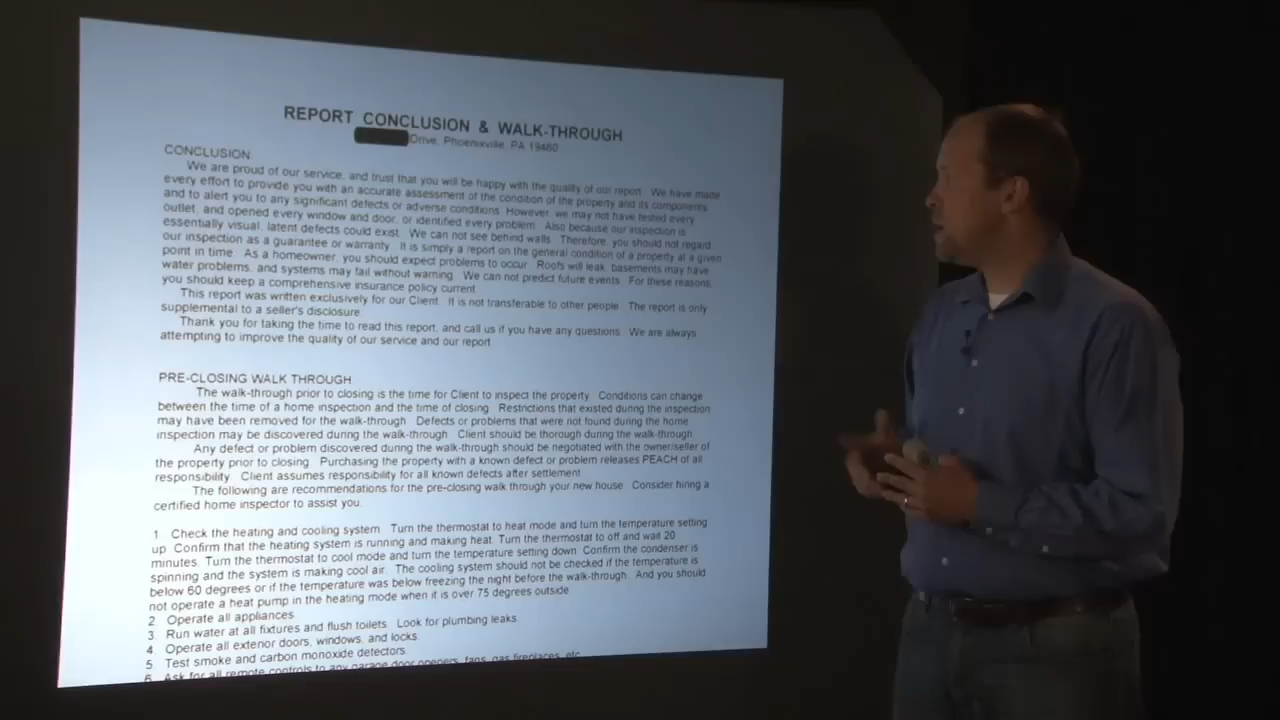 REPORT CONCLUSION & WALK-THROUGH
Drive, Phoenixville, PA 19460
CONCLUSION
We are proud of our service, and trust that you will be happy with the quality of our report. We have made
every effort to provide you with an accurate assessment of the condition of the property and its components
and to alert you to any significant defects or adverse conditions. However, we may not have tested every
outlet, and opened every window and door, or identified every problem. Also because our inspection is
essentially visual, latent defects could exist. We can not see behind walls. Therefore, you should not regard
our inspection as a guarantee or warranty. It is simply a report on the general condition of a property at a given
point in time. As a homeowner, you should expect problems to occur. Roofs will leak, basements may have
water problems, and systems may fail without warning. We can not predict future events. For these reasons,
you should keep a comprehensive insurance policy current.
This report was written exclusively for our Client. It is not transferable to other people. The report is only
supplemental to a seller's disclosure.
Thank you for taking the time to read this report, and call us if you have any questions. We are always
attempting to improve the quality of our service and our report.
PRE-CLOSING WALK THROUGH
The walk-through prior to closing is the time for Client to inspect the property. Conditions can change
between the time of a home inspection and the time of closing. Restrictions that existed during the inspection
may have been removed for the walk-through. Defects or problems that were not found during the home
inspection may be discovered during the walk-through. Client should be thorough during the walk-through.
Any defect or problem discovered during the walk-through should be negotiated with the owner/seller of
the property prior to closing. Purchasing the property with a known defect or problem releases PEACH of all
responsibility. Client assumes responsibility for all known defects after settlement.
The following are recommendations for the pre-closing walk through your new house. Consider hiring a
certified home inspector to assist you.
1. Check the heating and cooling system. Turn the thermostat to heat mode and turn the temperature setting
up. Confirm that the heating system is running and making heat. Turn the thermostat to off and wait 20
minutes. Turn the thermostat to cool mode and turn the temperature setting down. Confirm the condenser is
spinning and the system is making cool air. The cooling system should not be checked if the temperature is
below 60 degrees or if the temperature was below freezing the night before the walk-through. And you should
not operate a heat pump in the heating mode when it is over 75 degrees outside.
2. Operate all appliances.
3. Run water at all fixtures and flush toilets. Look for plumbing leaks.
4. Operate all exterior doors, windows, and locks.
5. Test smoke and carbon monoxide detectors.
6. Ask for all remote controls to any garage door openers, fans, gas fireplaces, etc.